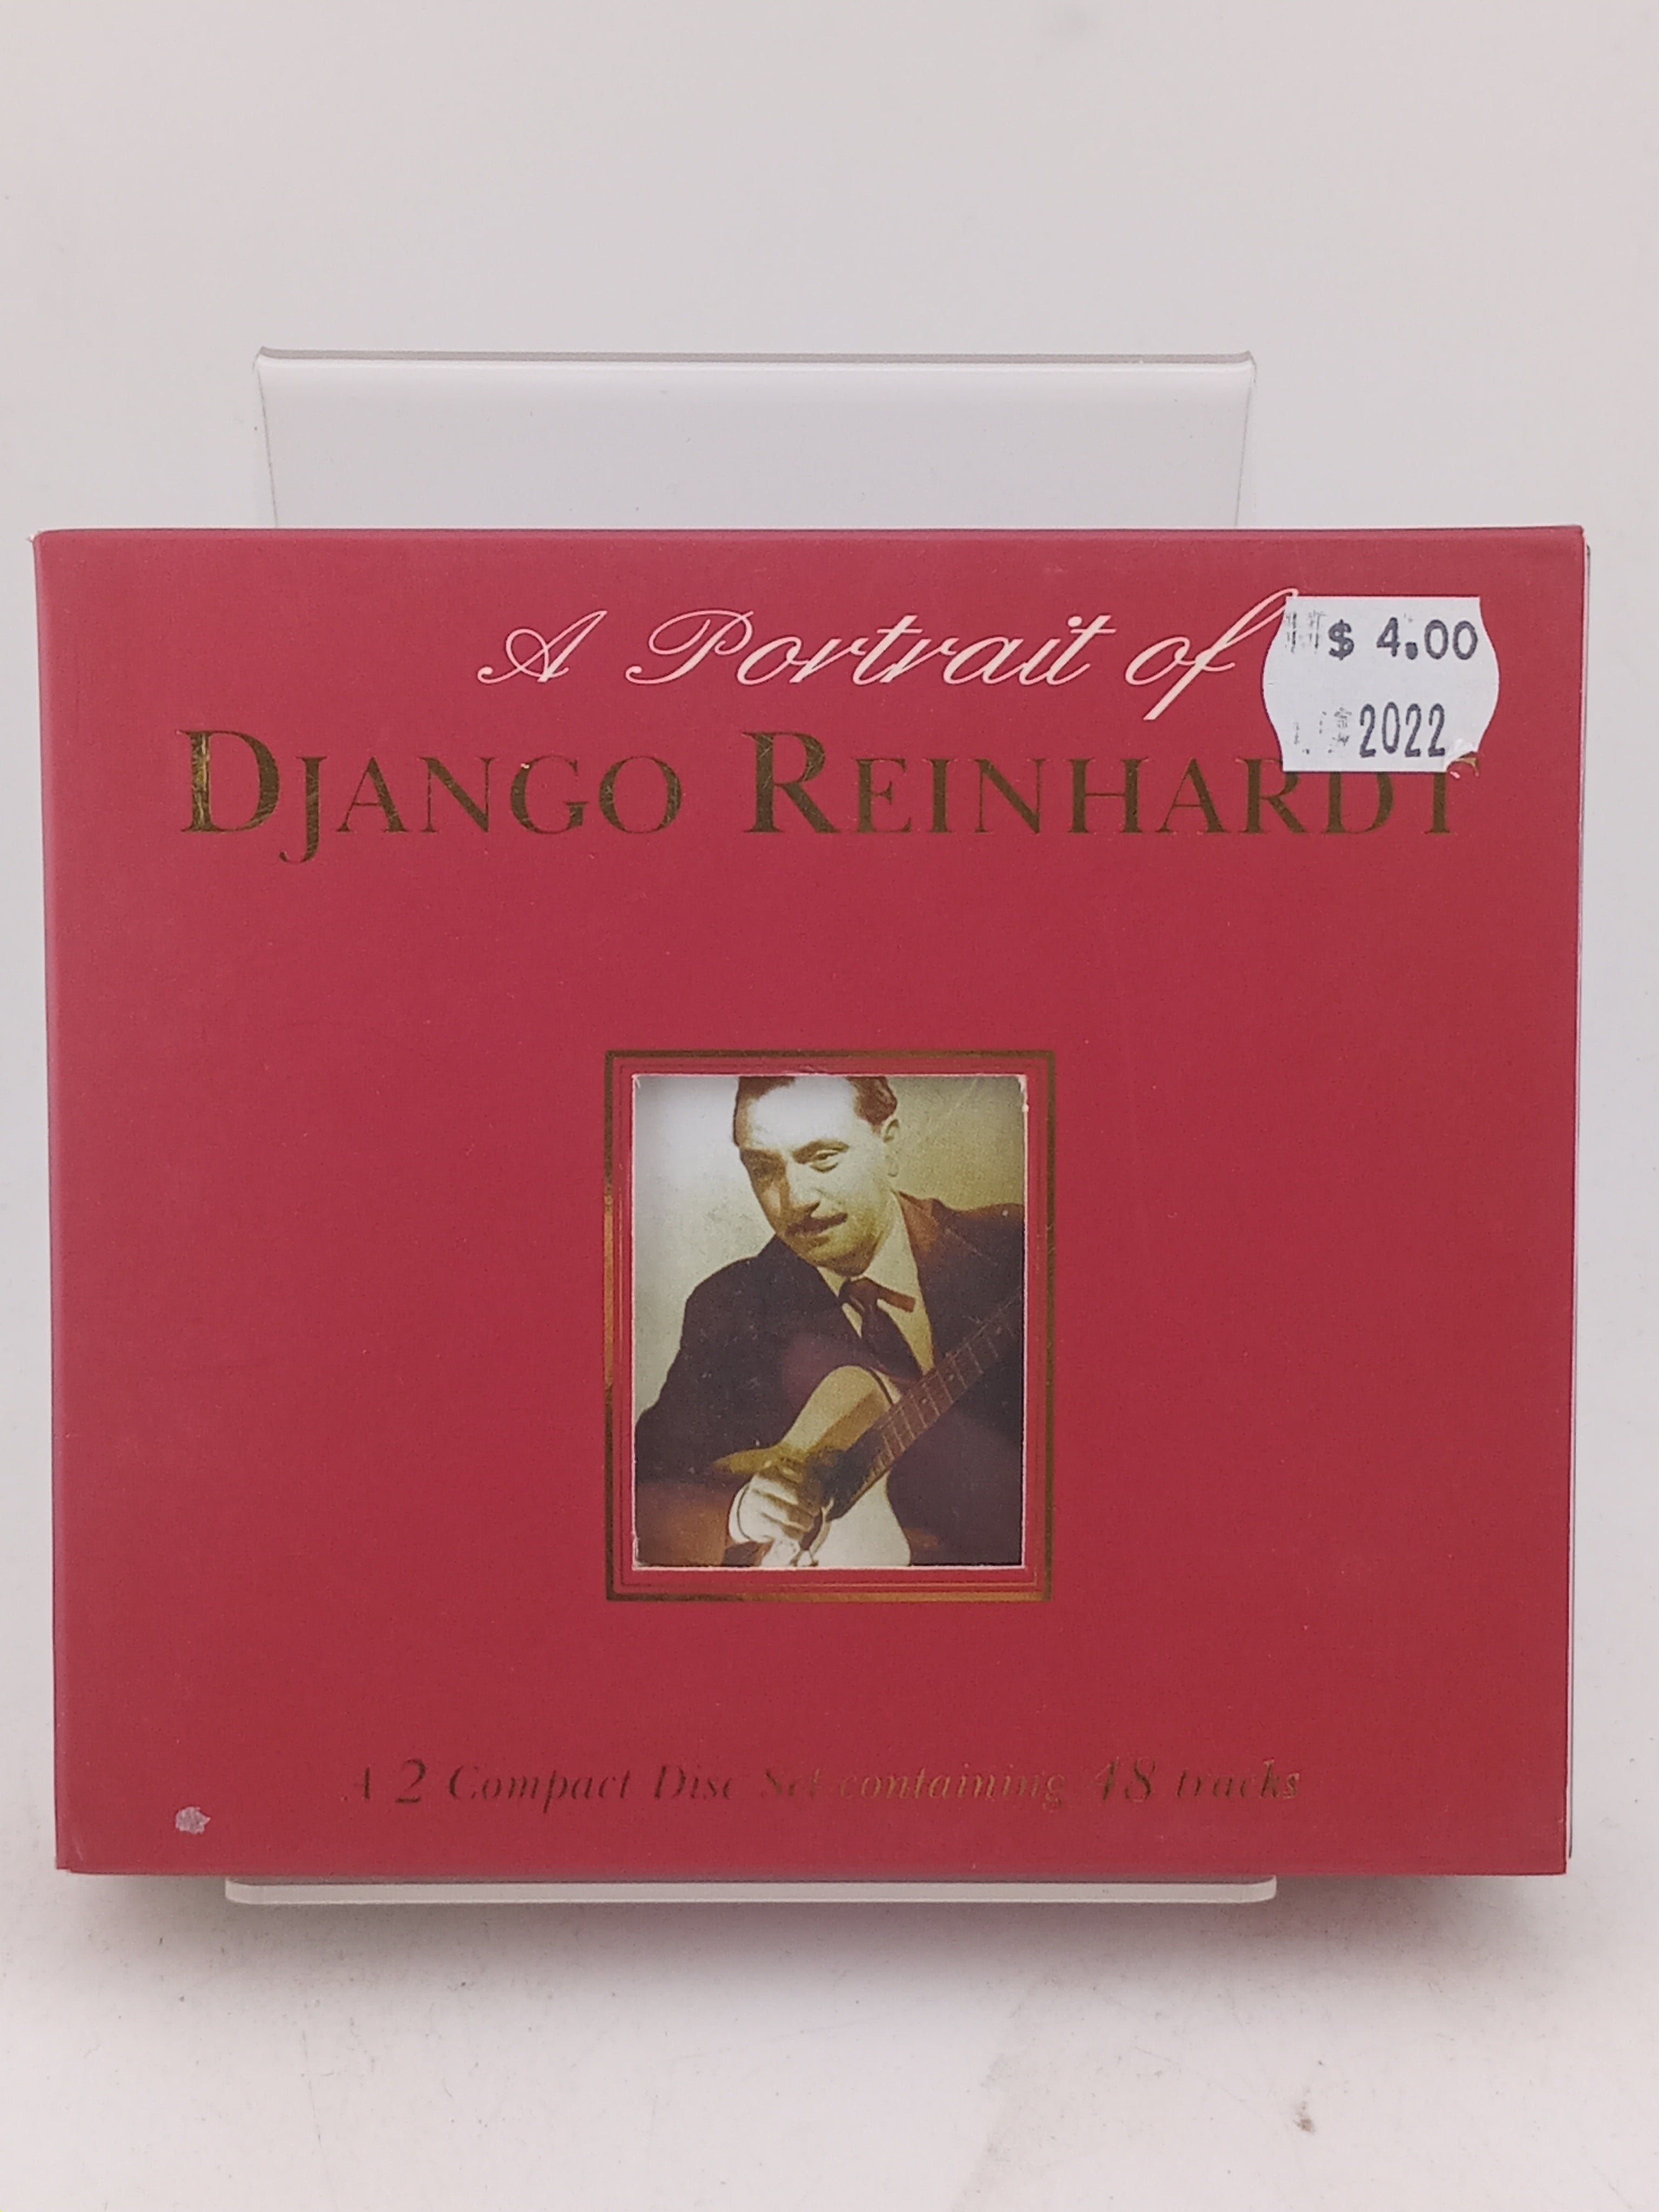 A Portrait of
$ 4.00
2022
DJANGO REINHARDT
A 2 Compact Disc Set containing 48 tracks